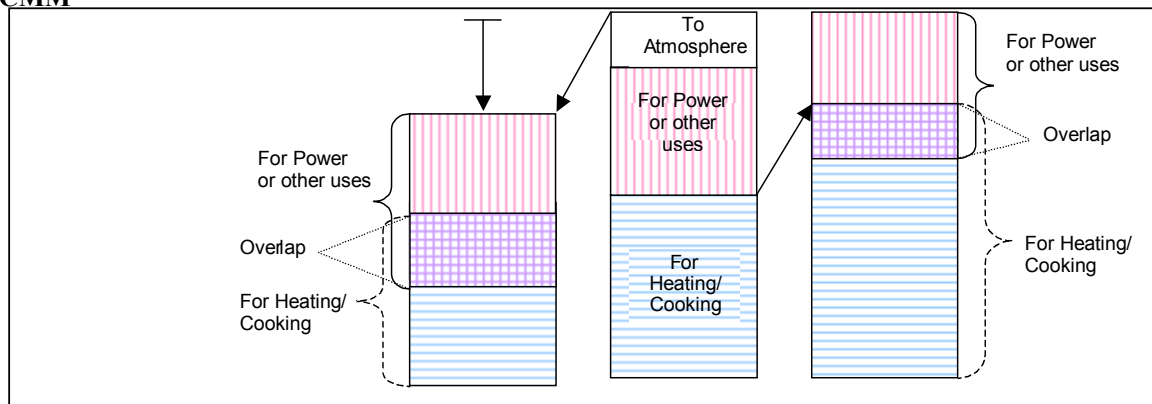 CMM
To
Atmosphere
For Power
or other uses
For Power
or other
uses
For Power
or other uses
Overlap
Overlap
For Heating/
Cooking
For
Heating/
Cooking
For Heating/
Cooking